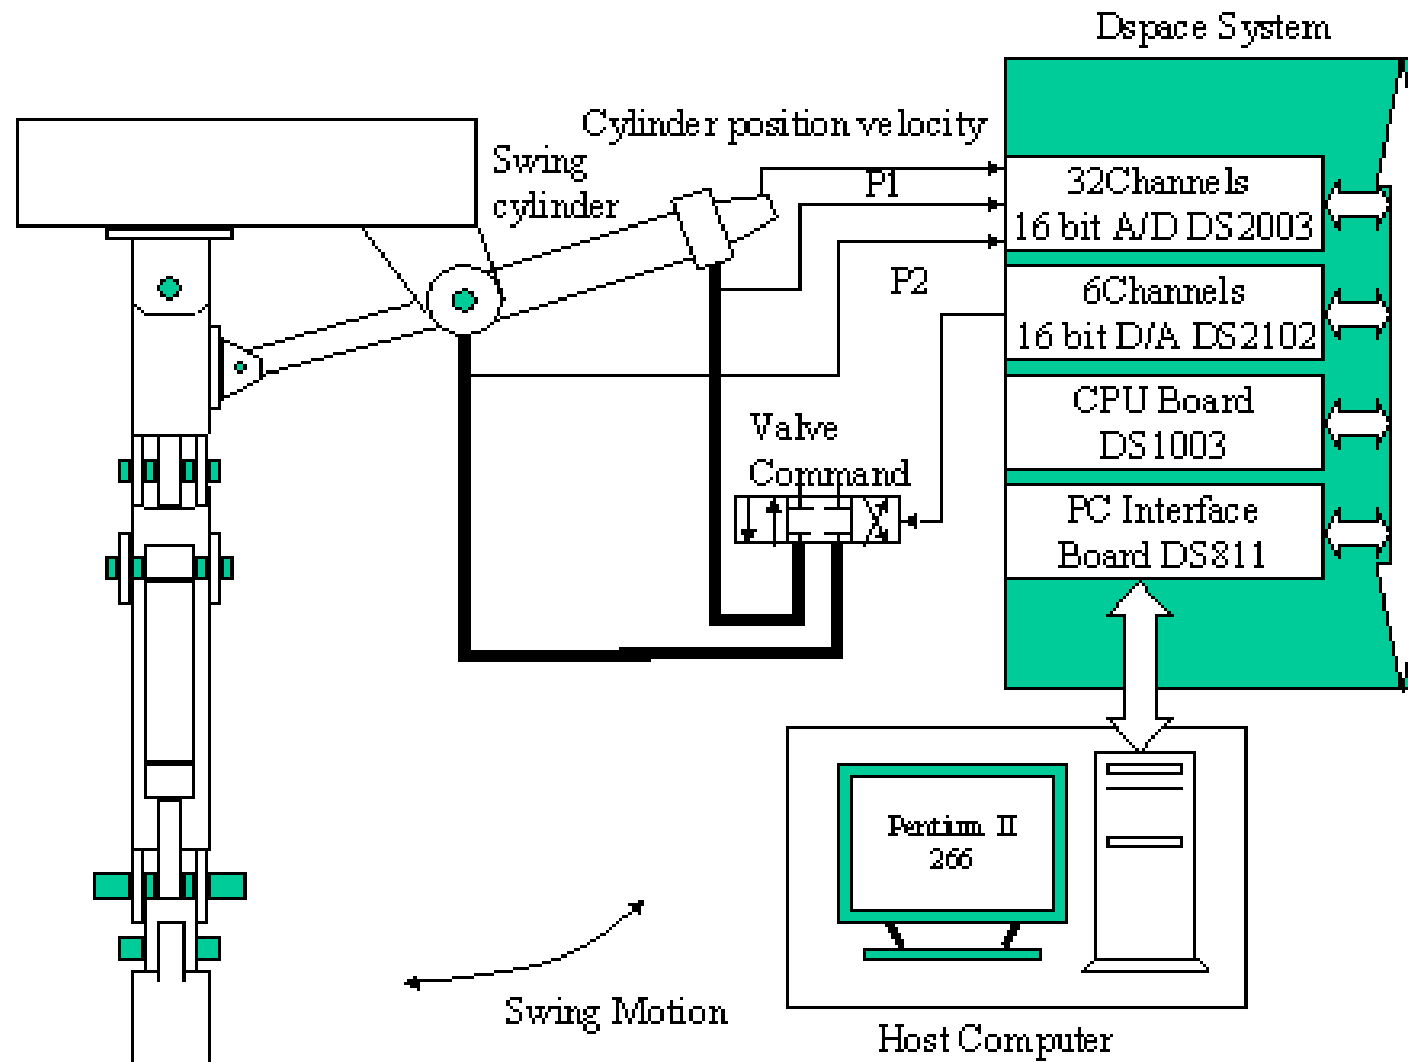 Dspace System
Cylinder position velocity
Swing
cylinder
P1
32Channels
16 bit A/D DS2003
P2
6Channels
16 bit D/A DS2102
CPU Board
DS1003
Valve
Command
PC Interface
Board DS811
Pentium II
266
Swing Motion
Host Computer